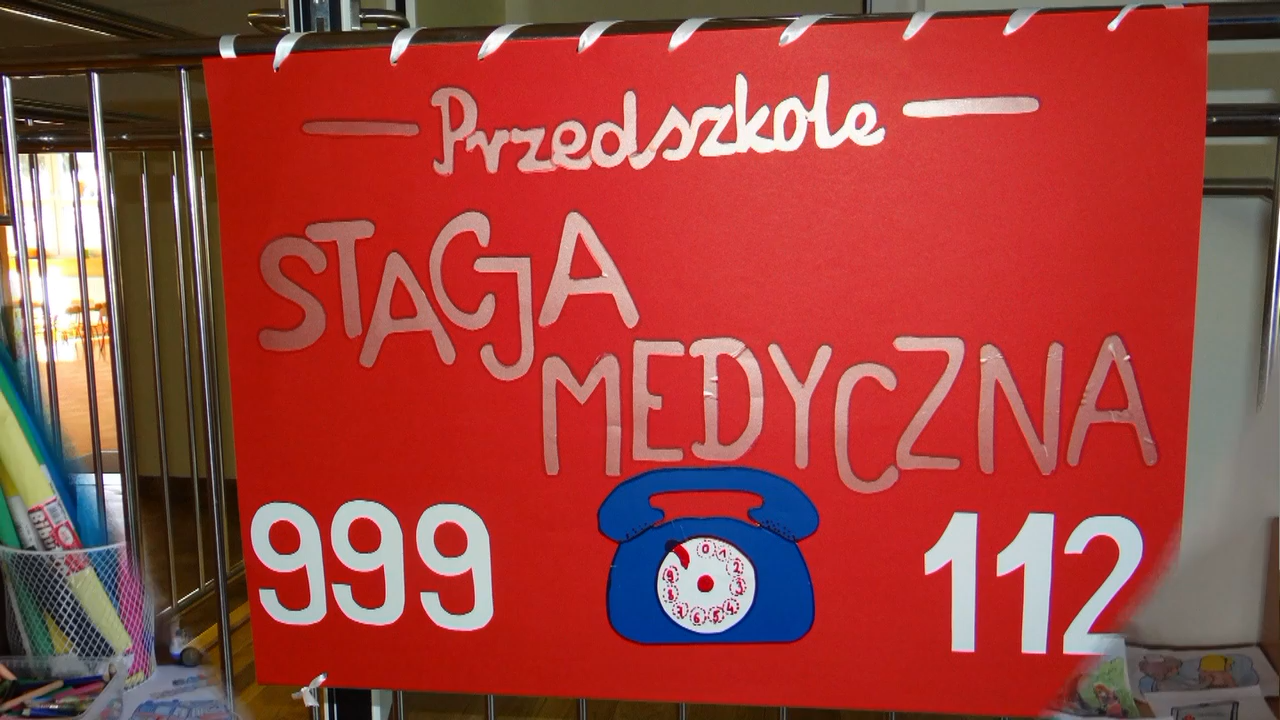 — Przedszkole —
STACJA
MEDYCZNA
999 112